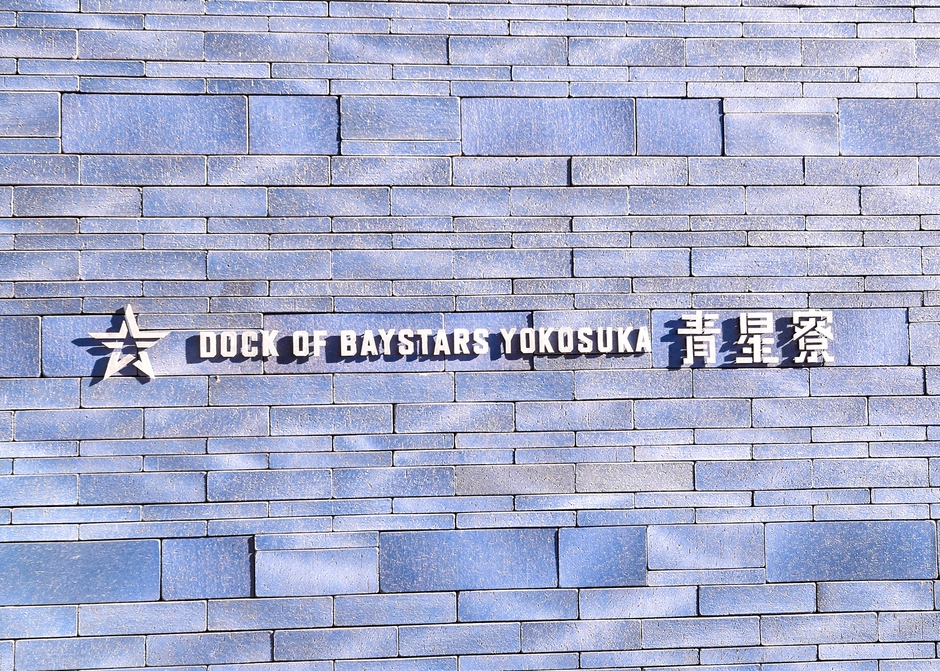 DOCK OF BAYSTARS YOKOSUKA 青星寮